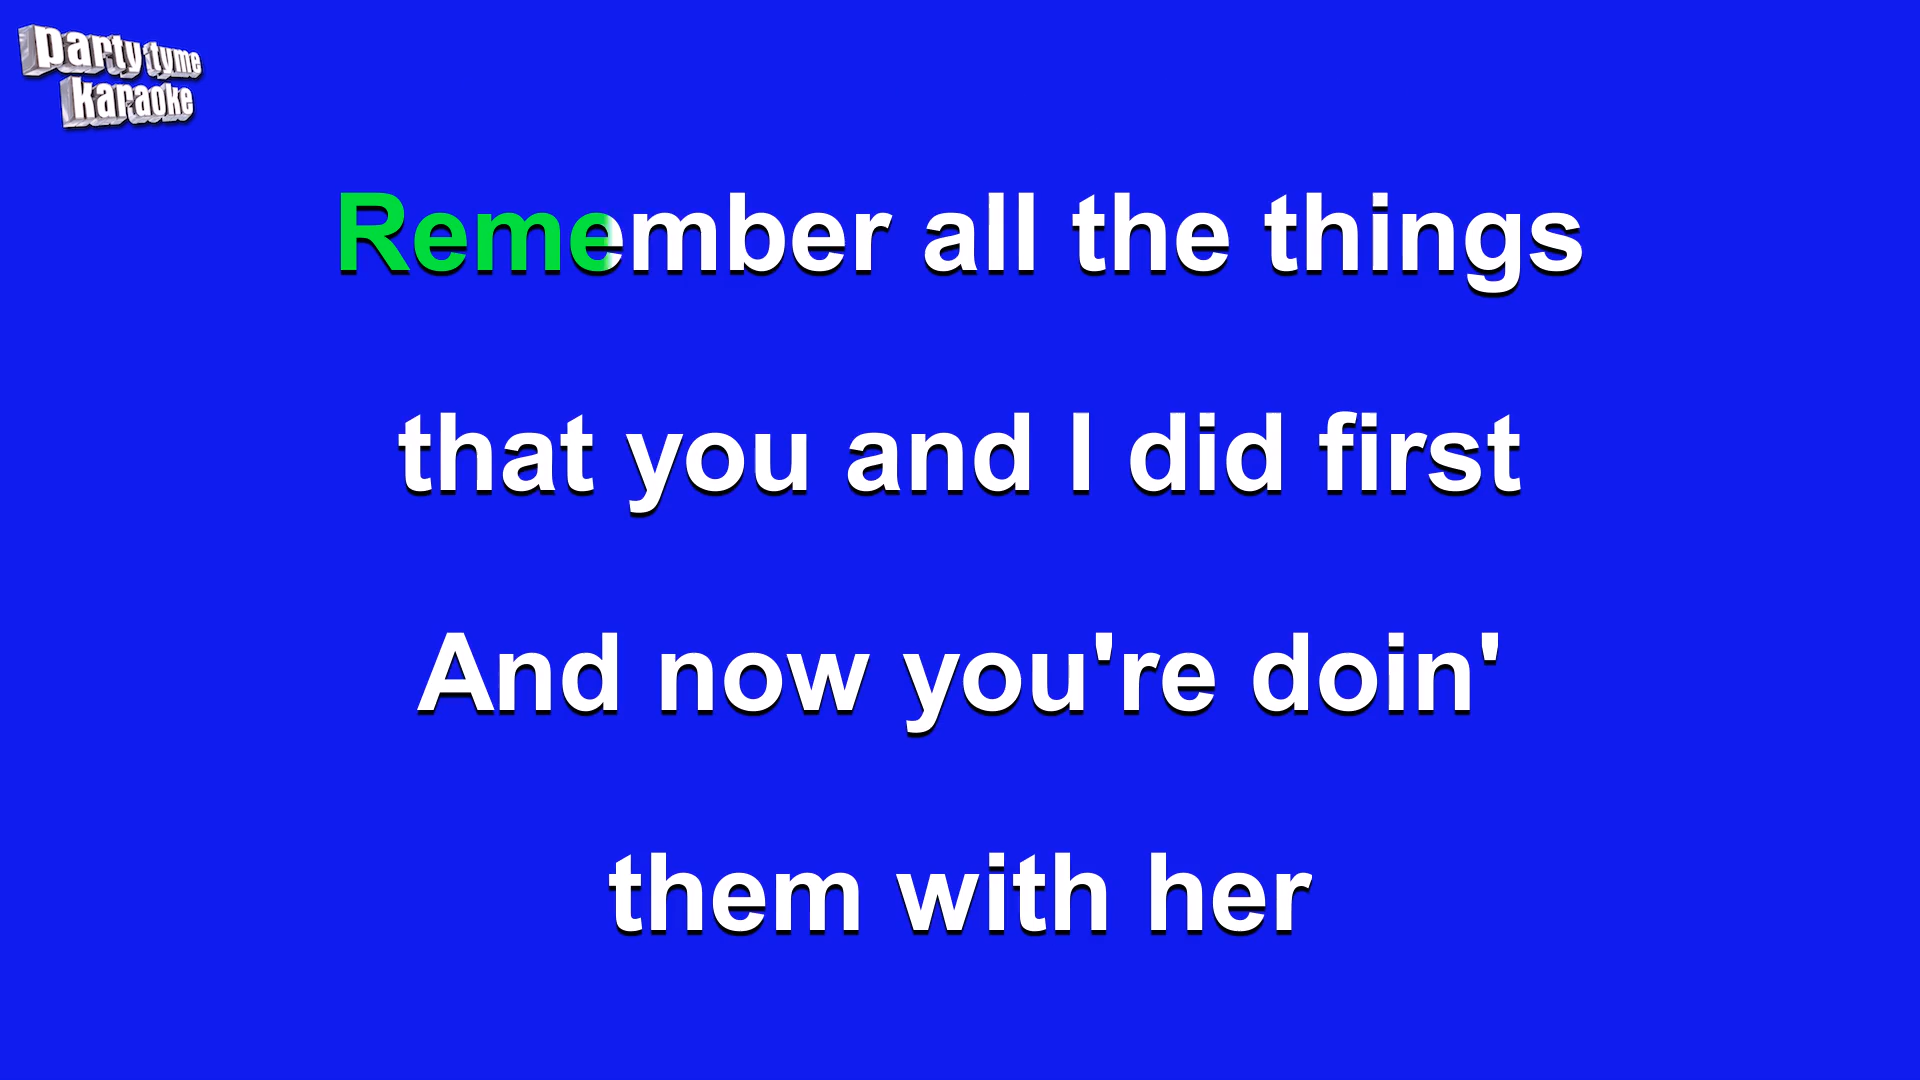 party tyme
karaoke
Remember all the things
that you and I did first
And now you're doin'
them with her